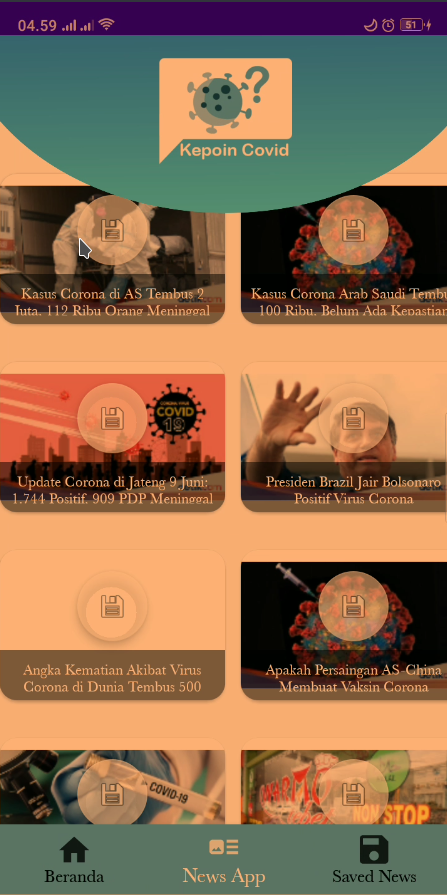 04.59
51
?
Kepoin Covid
Kasus Corona di AS Tembus 2
Juta, 112 Ribu Orang Meninggal
Kasus Corona Arab Saudi Tembu
100 Ribu, Belum Ada Kepastian
COVID
19
Update Corona di Jateng 9 Juni:
1.744 Positif, 909 PDP Meninggal
Presiden Brazil Jair Bolsonaro
Positif Virus Corona
Angka Kematian Akibat Virus
Corona di Dunia Tembus 500
Apakah Persaingan AS-China
Membuat Vaksin Corona
COVID-19
NON STOP
Beranda
News App
Saved News